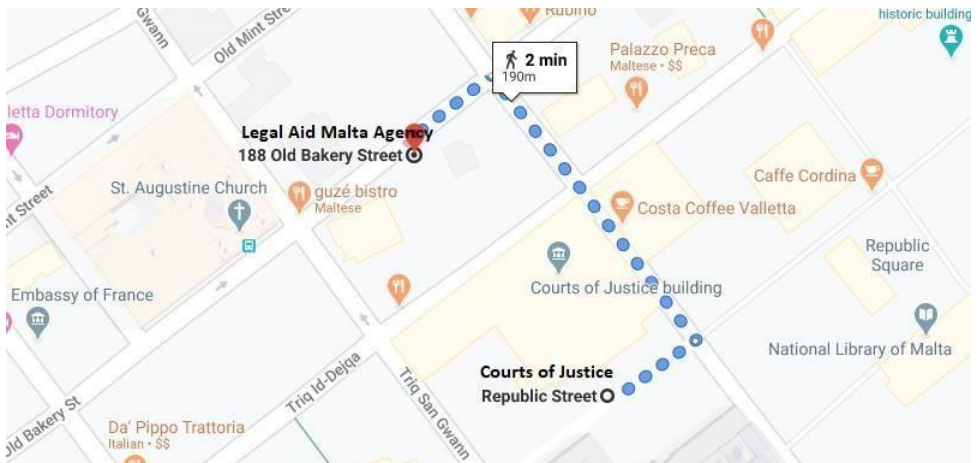 Gwann
Old Mint Street
Rubino
historic building
2 min
190m
Palazzo Preca
Maltese • $$
letta Dormitory
Legal Aid Malta Agency
188 Old Bakery Street
St. Augustine Church
guzé bistro
Maltese
Caffe Cordina
Costa Coffee Valletta
nt Street
Republic
Square
Embassy of France
Courts of Justice building
National Library of Malta
Courts of Justice
Republic Street
Triq Id-Dejqa
Triq San Gwann
Old Bakery St
Da' Pippo Trattoria
Italian • $$